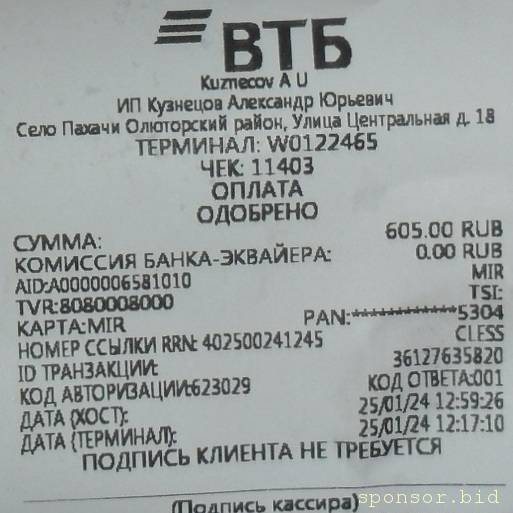 ВТБ
Kuznecov A U
ИП Кузнецов Александр Юрьевич
Село Пахачи Олюторский район, Улица Центральная д. 18
ТЕРМИНАЛ: W0122465
ЧЕК: 11403
ОПЛАТА
ОДОБРЕНО
СУММА: 605.00 RUB
КОМИССИЯ БАНКА-ЭКВАЙЕРА: 0.00 RUB
AID:A0000006581010 MIR
TVR:8080008000 TSI:
КАРТА:MIR PAN:************5304
НОМЕР ССЫЛКИ RRN: 402500241245 CLESS
ID ТРАНЗАКЦИИ: 36127635820
КОД АВТОРИЗАЦИИ:623029 КОД ОТВЕТА:001
ДАТА (ХОСТ): 25/01/24 12:59:26
ДАТА (ТЕРМИНАЛ): 25/01/24 12:17:10
ПОДПИСЬ КЛИЕНТА НЕ ТРЕБУЕТСЯ
(Подпись кассира)
sponsor.bid